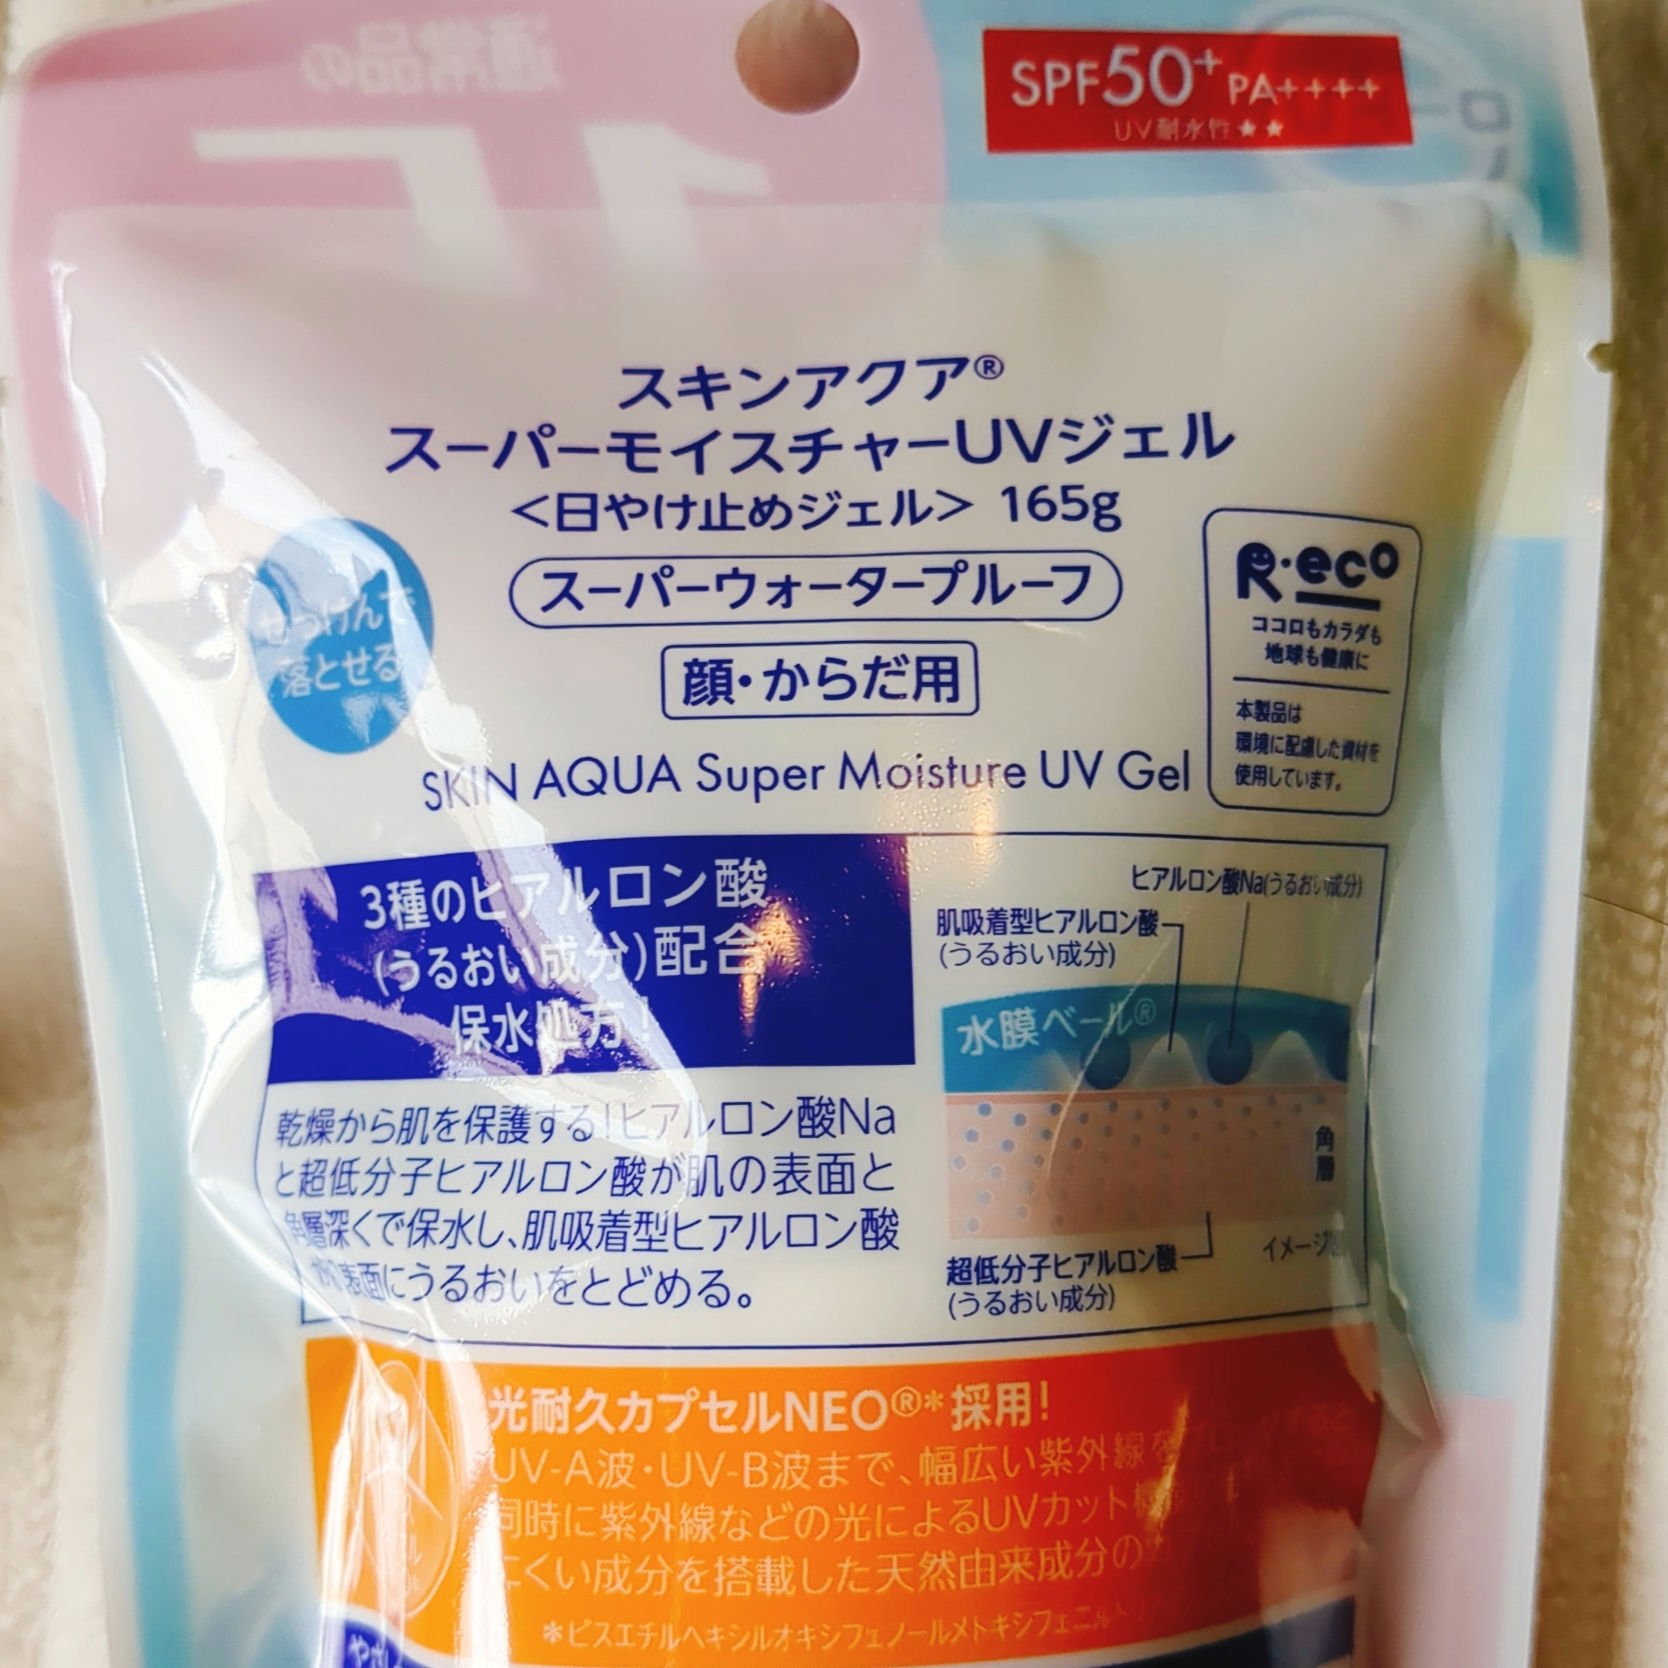 SPF50+ PA++++
UV耐水性★★
スキンアクア®
スーパーモイスチャーUVジェル
<日やけ止めジェル> 165g
スーパーウォータープルーフ
顔・からだ用
SKIN AQUA Super Moisture UV Gel
せっけんで
落とせる
R・eco
ココロもカラダも
地球も健康に
本製品は
環境に配慮した資材を
使用しています。
3種のヒアルロン酸
(うるおい成分)配合
保水処方!
乾燥から肌を保護する!ヒアルロン酸Na
と超低分子ヒアルロン酸が肌の表面と
角層深くで保水し、肌吸着型ヒアルロン酸
が表面にうるおいをとどめる。
ヒアルロン酸Na(うるおい成分)
肌吸着型ヒアルロン酸
(うるおい成分)
水膜ベール®
角層
超低分子ヒアルロン酸
(うるおい成分)
イメージ
光耐久カプセルNEO®*採用!
UV-A波・UV-B波まで、幅広い紫外線を
同時に紫外線などの光によるUVカット
にくい成分を搭載した天然由来成分の
*ビスエチルヘキシルオキシフェノールメトキシフェニル